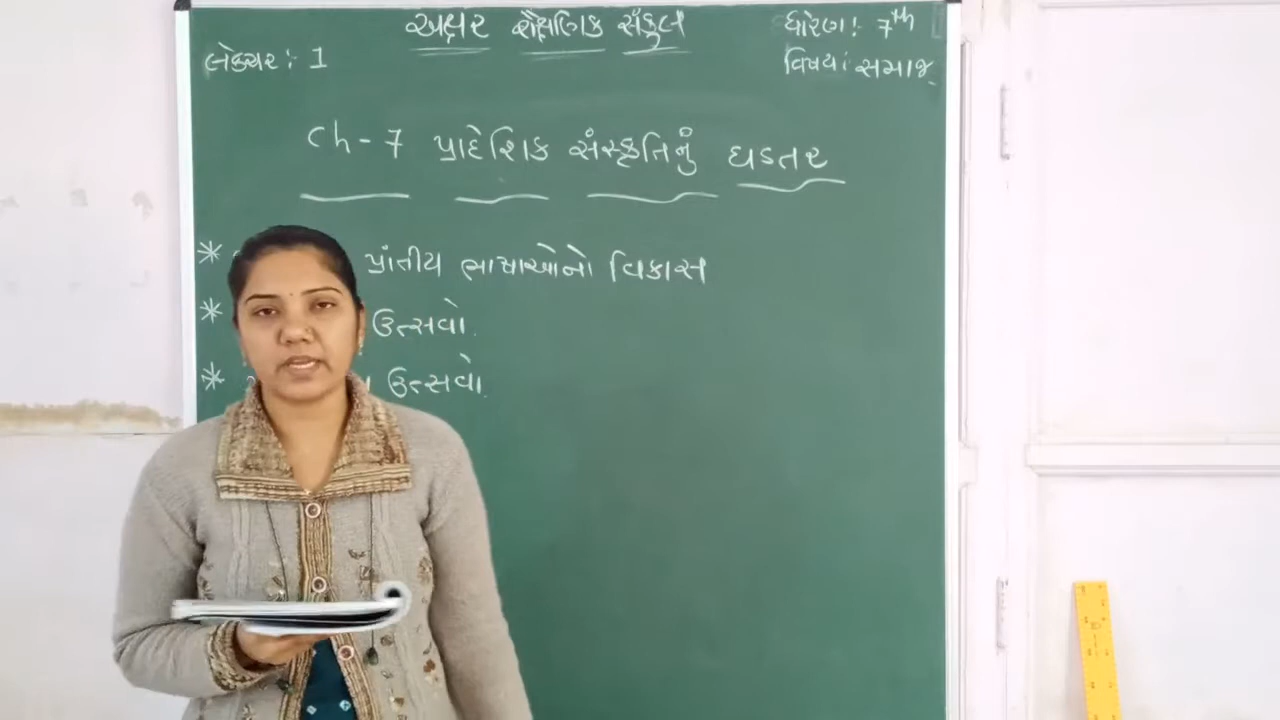 અક્ષર શૈક્ષણિક સંકુલ
ધોરણ: 7th
લેક્ચર: 1
વિષય: સમાજ
Ch-7 પ્રાદેશિક સંસ્કૃતિનું ઘડતર
* પ્રાંતીય ભાષાઓનો વિકાસ
* ઉત્સવો.
* ઉત્સવો.